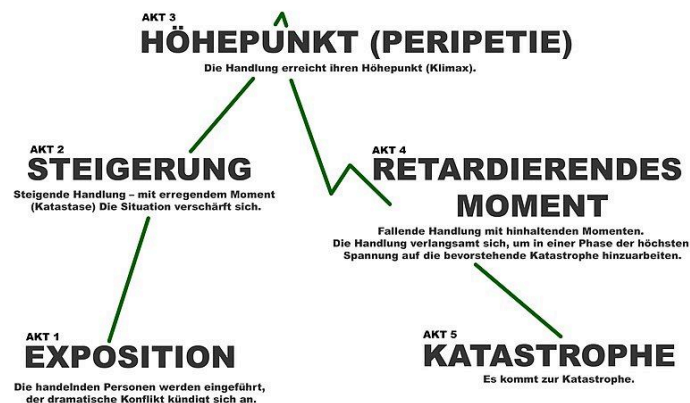 AKT 3
HÖHEPUNKT (PERIPETIE)
Die Handlung erreicht ihren Höhepunkt (Klimax).
AKT 2
STEIGERUNG
Steigende Handlung – mit erregendem Moment
(Katastase) Die Situation verschärft sich.
AKT 4
RETARDIERENDES
MOMENT
Fallende Handlung mit hinhaltenden Momenten.
Die Handlung verlangsamt sich, um in einer Phase der höchsten
Spannung auf die bevorstehende Katastrophe hinzuarbeiten.
AKT 1
EXPOSITION
Die handelnden Personen werden eingeführt,
der dramatische Konflikt kündigt sich an.
AKT 5
KATASTROPHE
Es kommt zur Katastrophe.